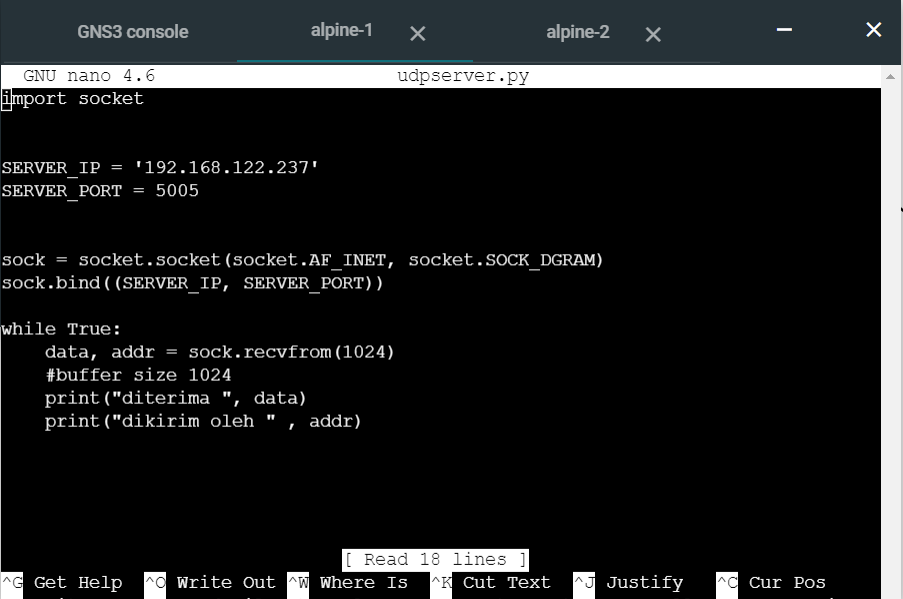 GNS3 console alpine-1 alpine-2
GNU nano 4.6 udpserver.py
import socket
SERVER_IP = '192.168.122.237'
SERVER_PORT = 5005
sock = socket.socket(socket.AF_INET, socket.SOCK_DGRAM)
sock.bind((SERVER_IP, SERVER_PORT))
while True:
    data, addr = sock.recvfrom(1024)
    #buffer size 1024
    print("diterima ", data)
    print("dikirim oleh " , addr)
[ Read 18 lines ]
^G Get Help ^O Write Out ^W Where Is ^K Cut Text ^J Justify ^C Cur Pos